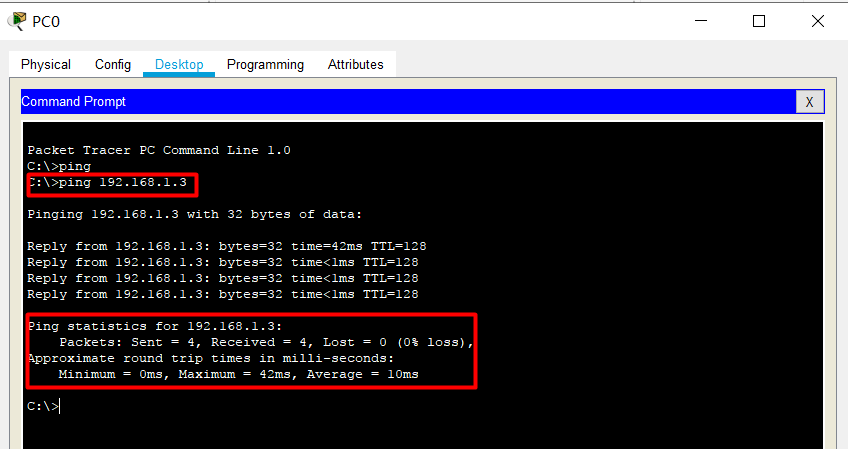 PC0
Physical Config Desktop Programming Attributes
Command Prompt X
Packet Tracer PC Command Line 1.0
C:\>ping
C:\>ping 192.168.1.3
Pinging 192.168.1.3 with 32 bytes of data:
Reply from 192.168.1.3: bytes=32 time=42ms TTL=128
Reply from 192.168.1.3: bytes=32 time<1ms TTL=128
Reply from 192.168.1.3: bytes=32 time<1ms TTL=128
Reply from 192.168.1.3: bytes=32 time<1ms TTL=128
Ping statistics for 192.168.1.3:
Packets: Sent = 4, Received = 4, Lost = 0 (0% loss),
Approximate round trip times in milli-seconds:
Minimum = 0ms, Maximum = 42ms, Average = 10ms
C:\>